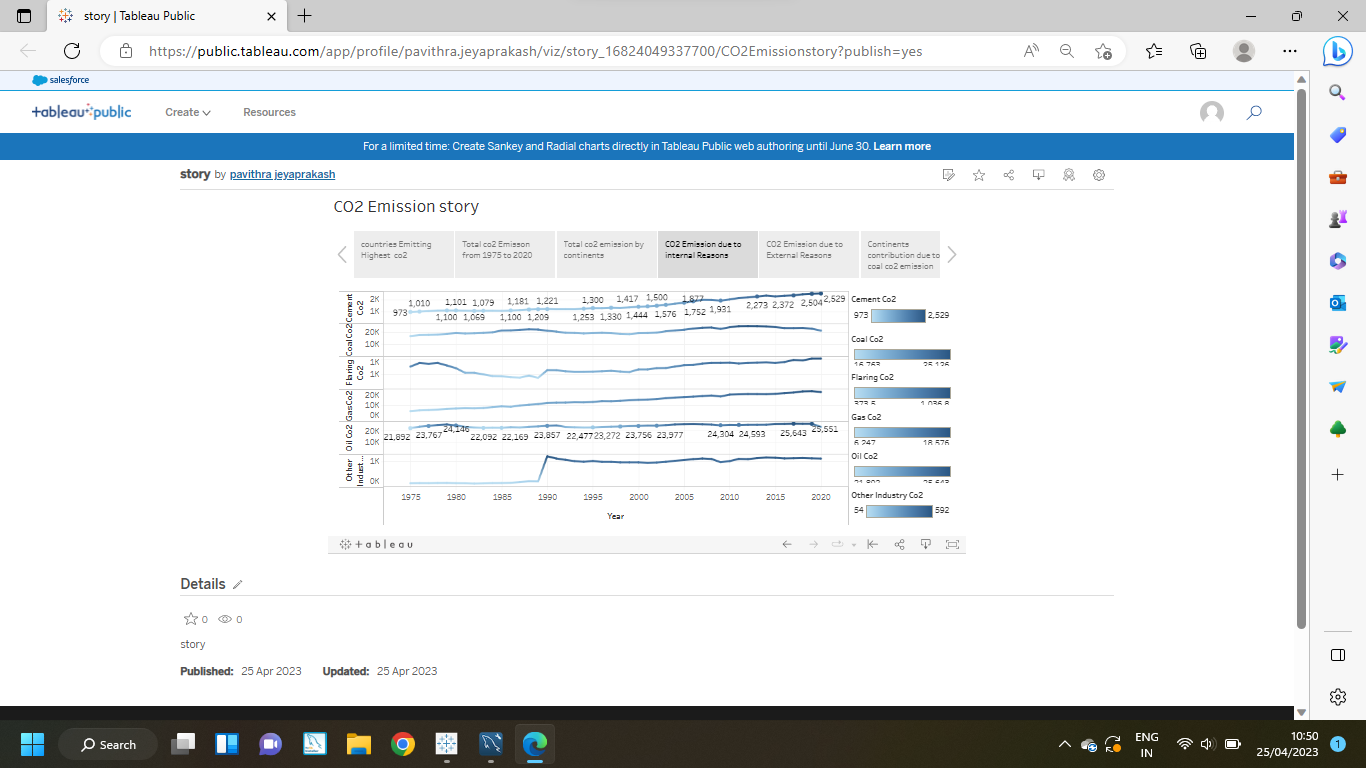 story | Tableau Public
https://public.tableau.com/app/profile/pavithra.jeyaprakash/viz/story_16824049337700/CO2Emissionstory?publish=yes
salesforce
+ableau+public
Create
Resources
For a limited time: Create Sankey and Radial charts directly in Tableau Public web authoring until June 30. Learn more
story by pavithra jeyaprakash
CO2 Emission story
countries Emitting
Highest co2
Total co2 Emisson
from 1975 to 2020
Total co2 emission by
continents
CO2 Emission due to
internal Reasons
CO2 Emission due to
External Reasons
Continents
contribution due to
coal co2 emission
Cement
Co2
2K
1K
973
1,010
1,100
1,101
1,069
1,079
1,100
1,181
1,209
1,221
1,253
1,300
1,330
1,417
1,444
1,500
1,576
1,877
1,752
1,931
2,273
2,372
2,504
2,529
Coal Co2
20K
10K
Flaring
Co2
1K
1K
Gas Co2
20K
10K
0K
Oil Co2
20K
10K
21,892
23,767
24,146
22,092
22,169
23,857
22,477
23,272
23,756
23,977
24,304
24,593
25,643
25,551
Other
Indust...
1K
0K
1975
1980
1985
1990
1995
2000
2005
2010
2015
2020
Year
Cement Co2
973
2,529
Coal Co2
16,763
25,126
Flaring Co2
373.5
1,036.8
Gas Co2
6,247
18,576
Oil Co2
21,892
25,643
Other Industry Co2
54
592
+ableau
Details
0
0
story
Published: 25 Apr 2023
Updated: 25 Apr 2023
Search
ENG
IN
10:50
25/04/2023
1